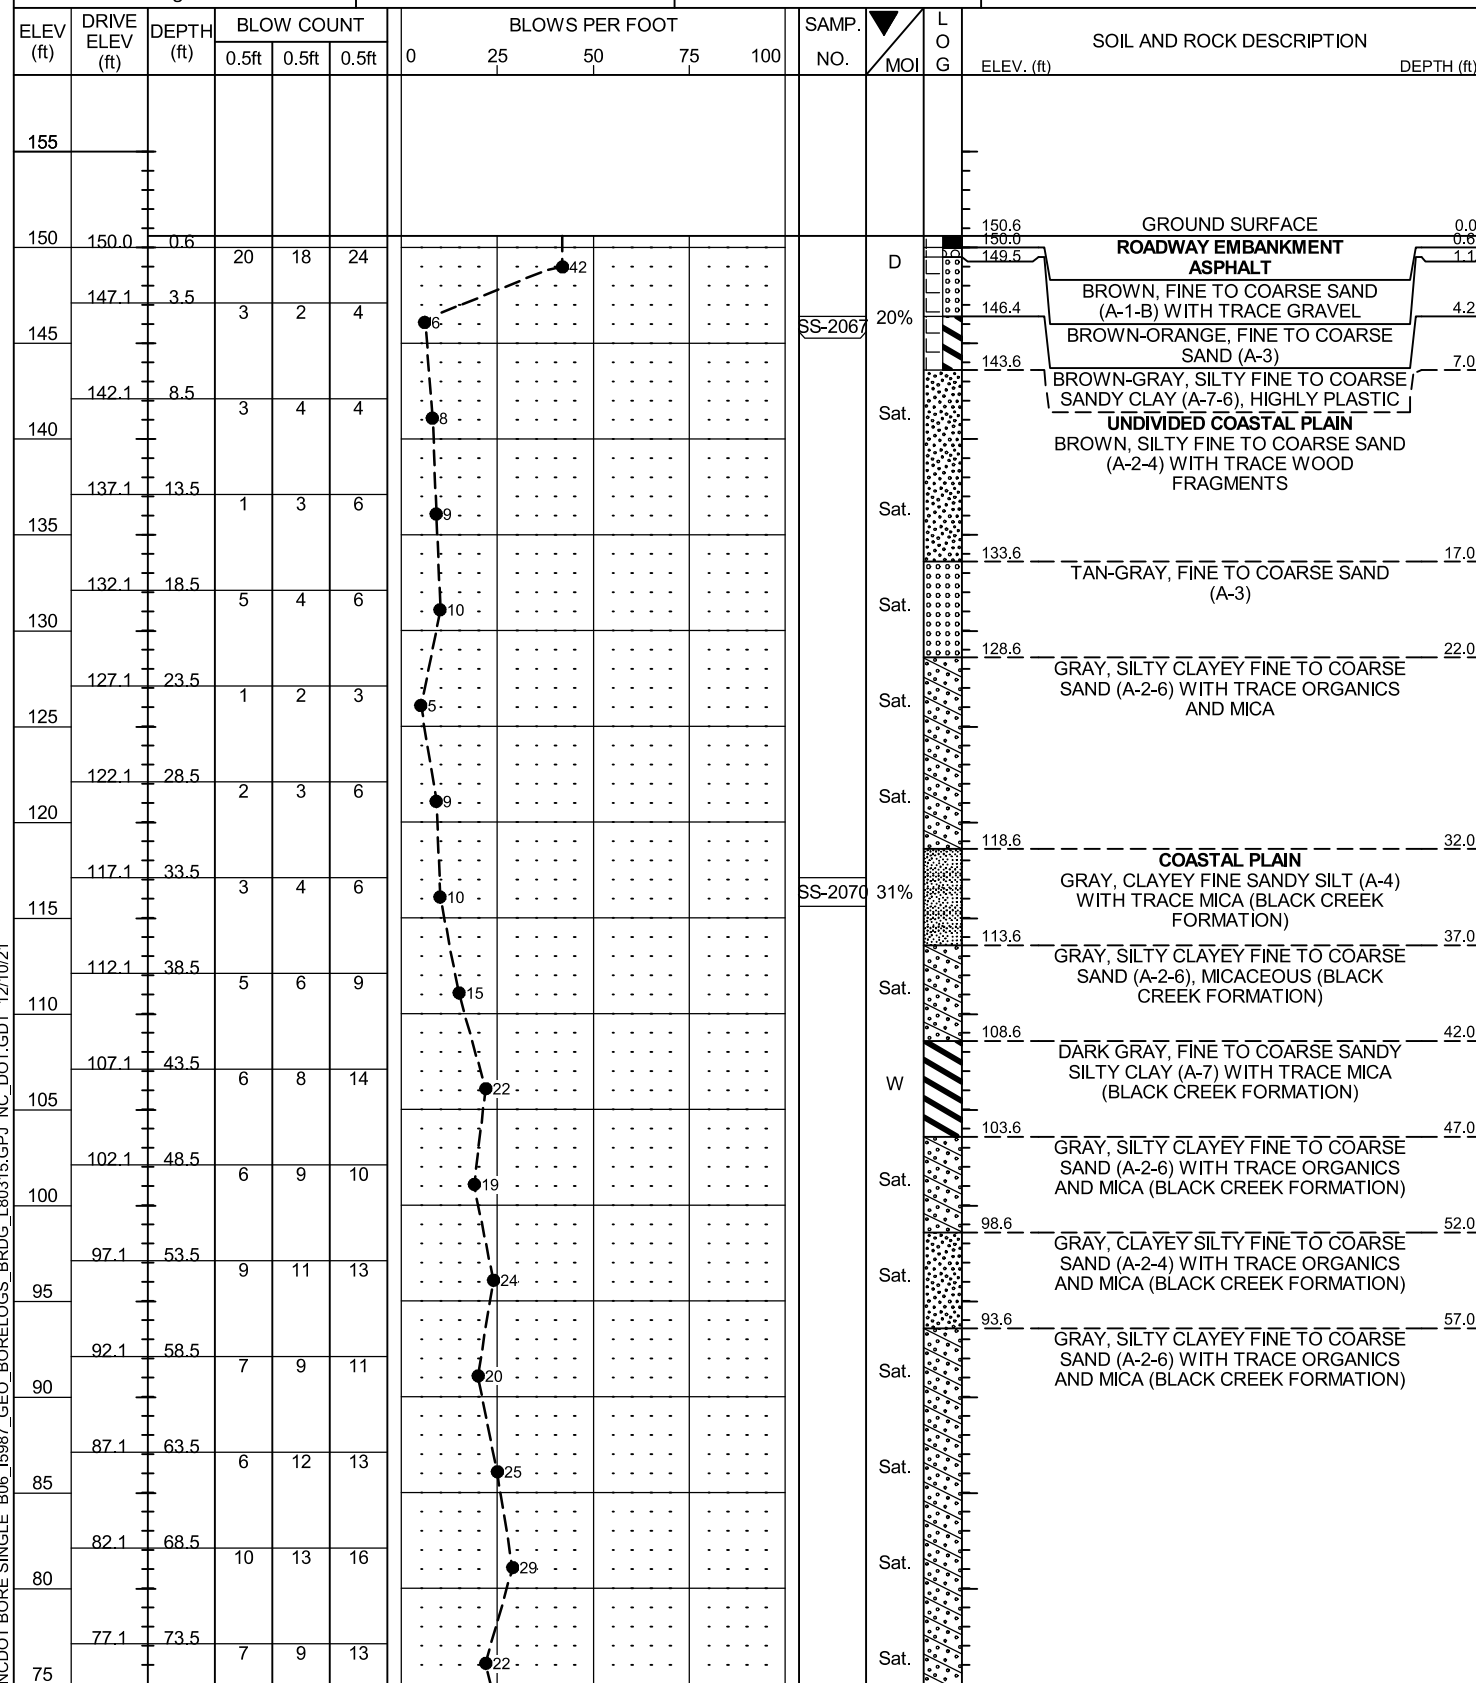 ELEV (ft) DRIVE ELEV (ft) DEPTH (ft) BLOW COUNT BLOWS PER FOOT SAMP. NO. MOI L O G SOIL AND ROCK DESCRIPTION
0.5ft 0.5ft 0.5ft 0 25 50 75 100 ELEV. (ft) DEPTH (ft)
155
150.6 GROUND SURFACE 0.0
150 150.0 0.6 150.0 ROADWAY EMBANKMENT 0.6
20 18 24 42 D 149.5 ASPHALT 1.1
147.1 3.5 BROWN, FINE TO COARSE SAND
3 2 4 6 SS-2067 20% 146.4 (A-1-B) WITH TRACE GRAVEL 4.2
145 BROWN-ORANGE, FINE TO COARSE
SAND (A-3)
143.6 7.0
BROWN-GRAY, SILTY FINE TO COARSE
142.1 8.5 SANDY CLAY (A-7-6), HIGHLY PLASTIC
3 4 4 8 Sat. UNDIVIDED COASTAL PLAIN
140 BROWN, SILTY FINE TO COARSE SAND
(A-2-4) WITH TRACE WOOD
FRAGMENTS
137.1 13.5
1 3 6 9 Sat.
135
133.6 17.0
132.1 18.5 TAN-GRAY, FINE TO COARSE SAND
5 4 6 10 Sat. (A-3)
130
128.6 22.0
127.1 23.5 GRAY, SILTY CLAYEY FINE TO COARSE
1 2 3 5 Sat. SAND (A-2-6) WITH TRACE ORGANICS
125 AND MICA
122.1 28.5
2 3 6 9 Sat.
120
118.6 32.0
COASTAL PLAIN
117.1 33.5 GRAY, CLAYEY FINE SANDY SILT (A-4)
3 4 6 10 SS-2070 31% WITH TRACE MICA (BLACK CREEK
115 FORMATION)
113.6 37.0
112.1 38.5 GRAY, SILTY CLAYEY FINE TO COARSE
5 6 9 15 Sat. SAND (A-2-6), MICACEOUS (BLACK
110 CREEK FORMATION)
108.6 42.0
107.1 43.5 DARK GRAY, FINE TO COARSE SANDY
6 8 14 22 W SILTY CLAY (A-7) WITH TRACE MICA
105 (BLACK CREEK FORMATION)
103.6 47.0
102.1 48.5 GRAY, SILTY CLAYEY FINE TO COARSE
6 9 10 19 Sat. SAND (A-2-6) WITH TRACE ORGANICS
100 AND MICA (BLACK CREEK FORMATION)
98.6 52.0
97.1 53.5 GRAY, CLAYEY SILTY FINE TO COARSE
9 11 13 24 Sat. SAND (A-2-4) WITH TRACE ORGANICS
95 AND MICA (BLACK CREEK FORMATION)
93.6 57.0
92.1 58.5 GRAY, SILTY CLAYEY FINE TO COARSE
7 9 11 20 Sat. SAND (A-2-6) WITH TRACE ORGANICS
90 AND MICA (BLACK CREEK FORMATION)
87.1 63.5
6 12 13 25 Sat.
85
82.1 68.5
10 13 16 29 Sat.
80
77.1 73.5
7 9 13 22 Sat.
75
NCDOT BORE SINGLE B06_I5987_GEO_BORELOGS_BRDG_L80315.GPJ NC_DOT.GDT 12/10/21